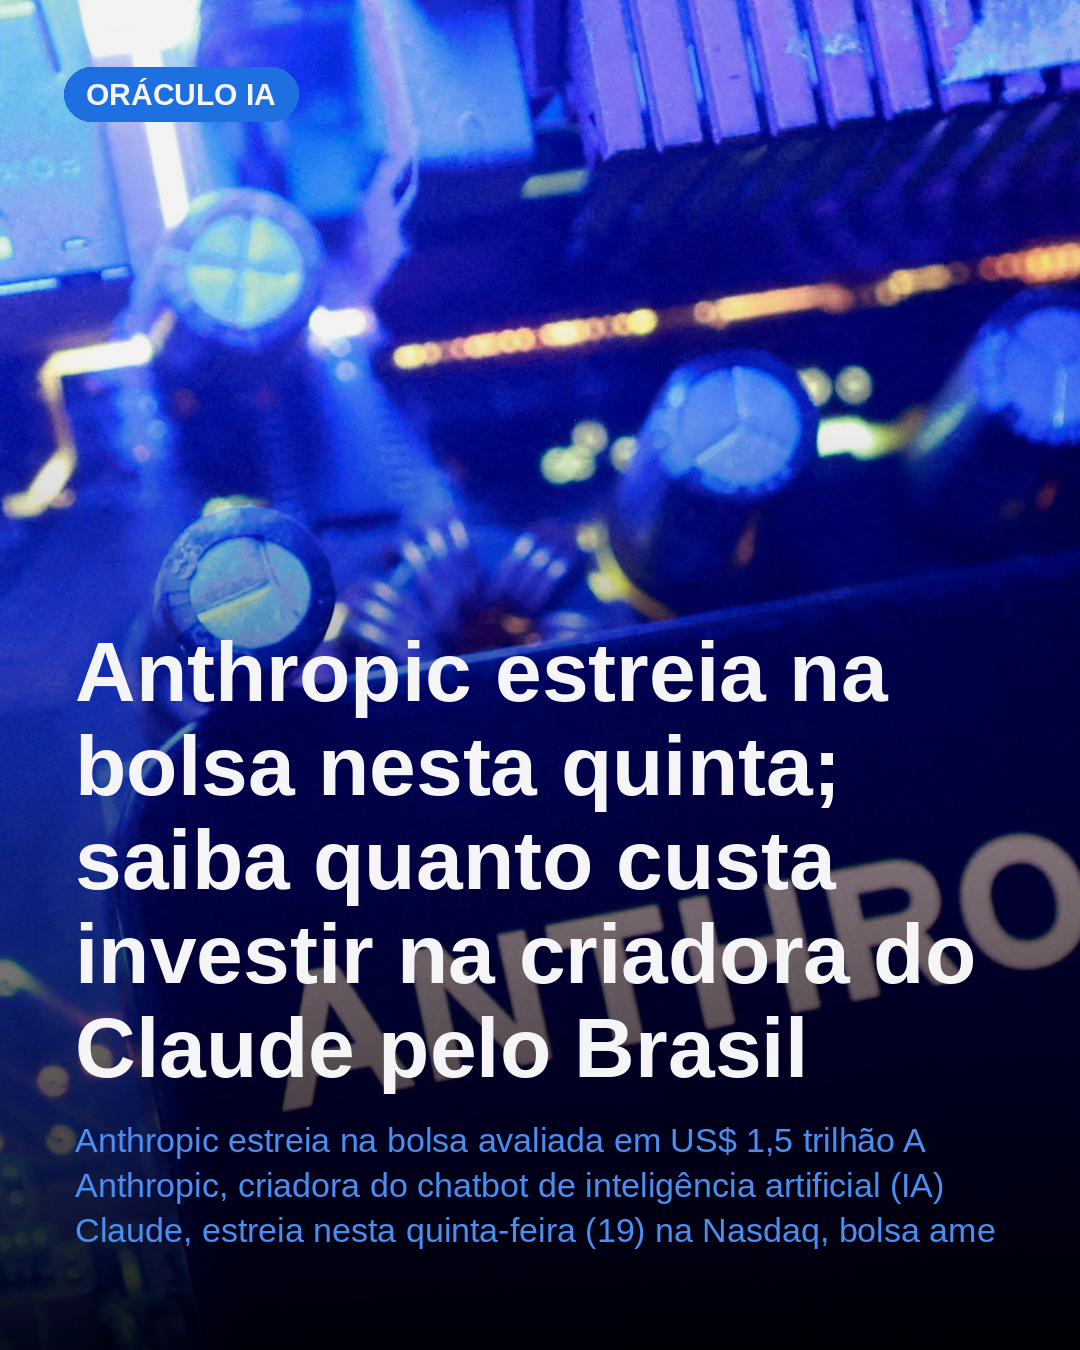 ORÁCULO IA
Anthropic estreia na
bolsa nesta quinta;
saiba quanto custa
investir na criadora do
Claude pelo Brasil
ANTHRO
Anthropic estreia na bolsa avaliada em US$ 1,5 trilhão A
Anthropic, criadora do chatbot de inteligência artificial (IA)
Claude, estreia nesta quinta-feira (19) na Nasdaq, bolsa ame